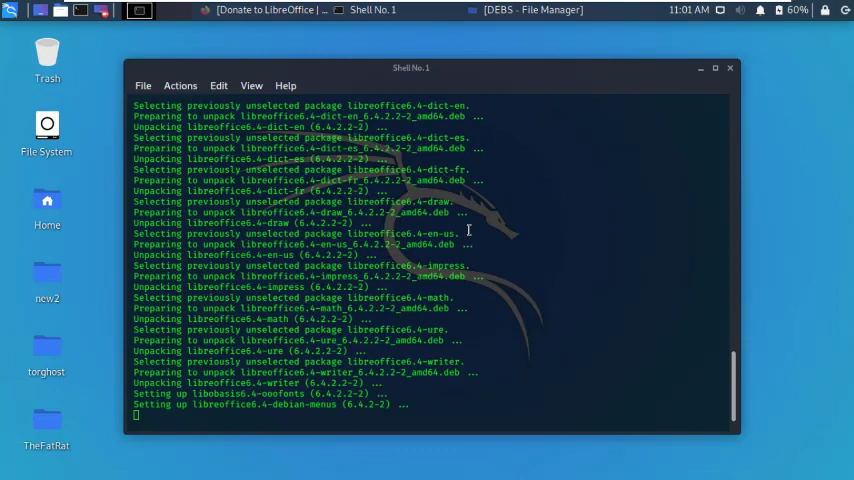 [Donate to LibreOffice | ...
Shell No. 1
[DEBS - File Manager]
11:01 AM
60%
Trash
File System
Home
new2
torghost
TheFatRat
Shell No. 1
File Actions Edit View Help
Selecting previously unselected package libreoffice6.4-dict-en.
Preparing to unpack libreoffice6.4-dict-en_6.4.2.2-2_amd64.deb ...
Unpacking libreoffice6.4-dict-en (6.4.2.2-2) ...
Selecting previously unselected package libreoffice6.4-dict-es.
Preparing to unpack libreoffice6.4-dict-es_6.4.2.2-2_amd64.deb ...
Unpacking libreoffice6.4-dict-es (6.4.2.2-2) ...
Selecting previously unselected package libreoffice6.4-dict-fr.
Preparing to unpack libreoffice6.4-dict-fr_6.4.2.2-2_amd64.deb ...
Unpacking libreoffice6.4-dict-fr (6.4.2.2-2) ...
Selecting previously unselected package libreoffice6.4-draw.
Preparing to unpack libreoffice6.4-draw_6.4.2.2-2_amd64.deb ...
Unpacking libreoffice6.4-draw (6.4.2.2-2) ...
Selecting previously unselected package libreoffice6.4-en-us.
Preparing to unpack libreoffice6.4-en-us_6.4.2.2-2_amd64.deb ...
Unpacking libreoffice6.4-en-us (6.4.2.2-2) ...
Selecting previously unselected package libreoffice6.4-impress.
Preparing to unpack libreoffice6.4-impress_6.4.2.2-2_amd64.deb ...
Unpacking libreoffice6.4-impress (6.4.2.2-2) ...
Selecting previously unselected package libreoffice6.4-math.
Preparing to unpack libreoffice6.4-math_6.4.2.2-2_amd64.deb ...
Unpacking libreoffice6.4-math (6.4.2.2-2) ...
Selecting previously unselected package libreoffice6.4-ure.
Preparing to unpack libreoffice6.4-ure_6.4.2.2-2_amd64.deb ...
Unpacking libreoffice6.4-ure (6.4.2.2-2) ...
Selecting previously unselected package libreoffice6.4-writer.
Preparing to unpack libreoffice6.4-writer_6.4.2.2-2_amd64.deb ...
Unpacking libreoffice6.4-writer (6.4.2.2-2) ...
Setting up libobasis6.4-ooofonts (6.4.2.2-2) ...
Setting up libreoffice6.4-debian-menus (6.4.2-2) ...